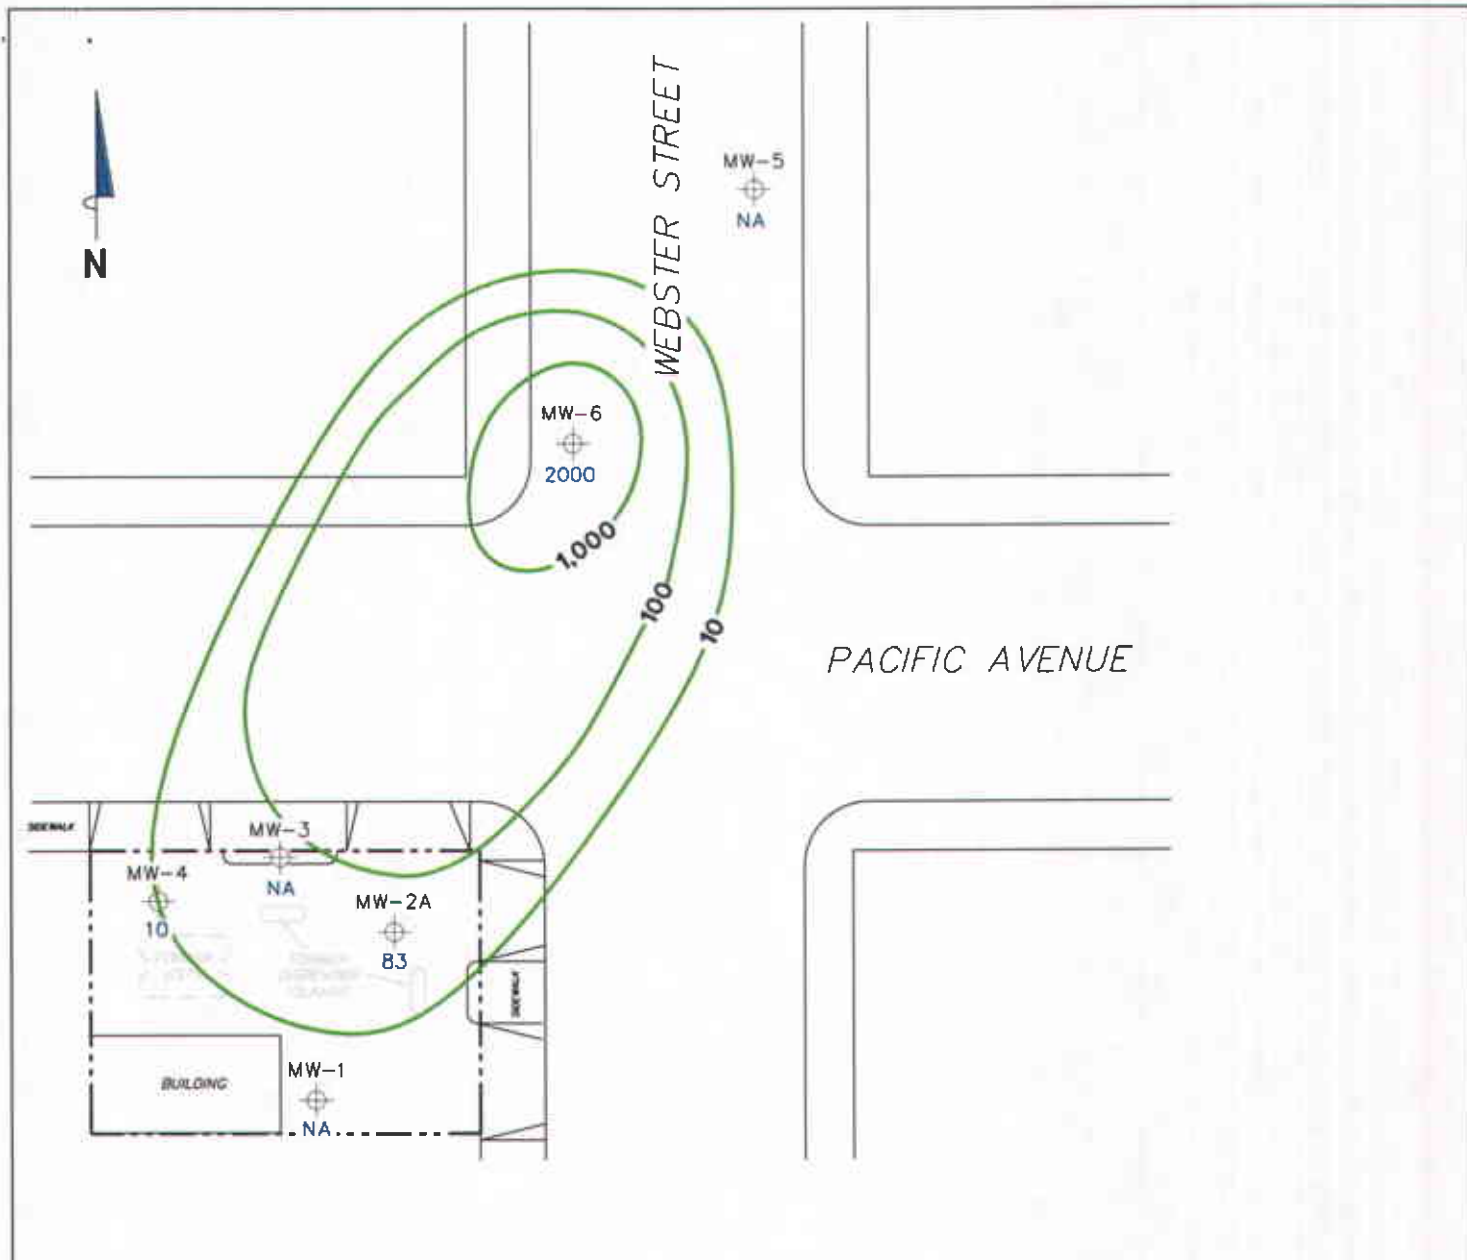 WEBSTER STREET
MW-5
NA
N
MW-6
2000
1,000
100
10
PACIFIC AVENUE
SIDEWALK
MW-3
NA
MW-4
10
MW-2A
83
SIDEWALK
BUILDING
MW-1
NA